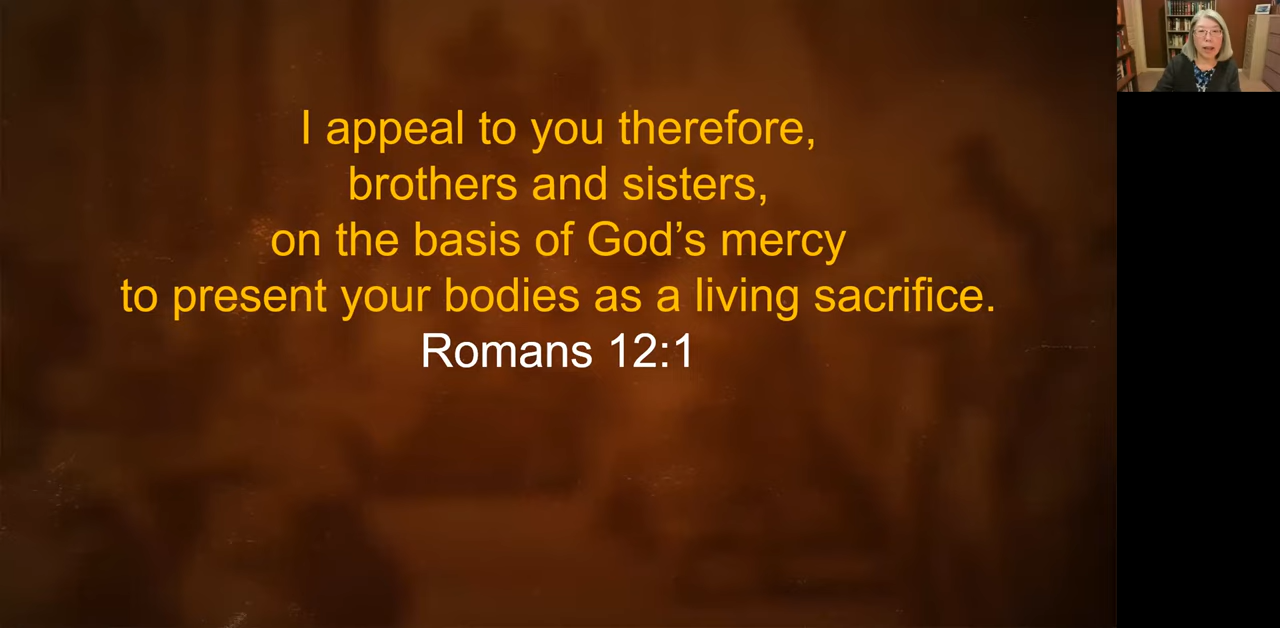 I appeal to you therefore,
brothers and sisters,
on the basis of God’s mercy
to present your bodies as a living sacrifice.
Romans 12:1